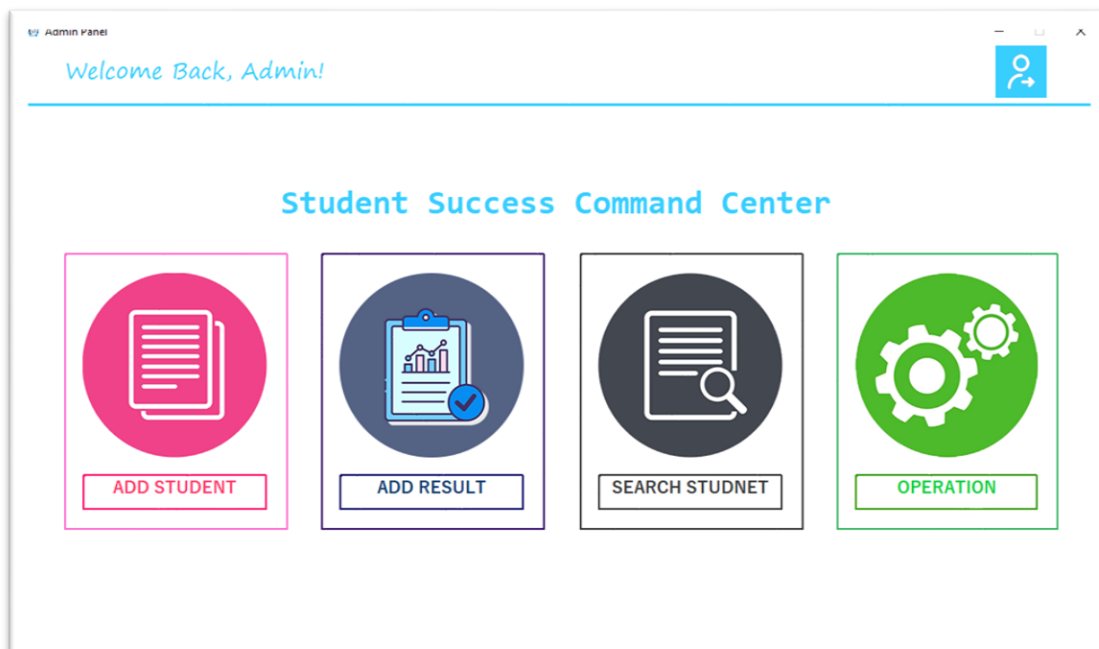 Admin Panel
Welcome Back, Admin!
Student Success Command Center
ADD STUDENT
ADD RESULT
SEARCH STUDNET
OPERATION